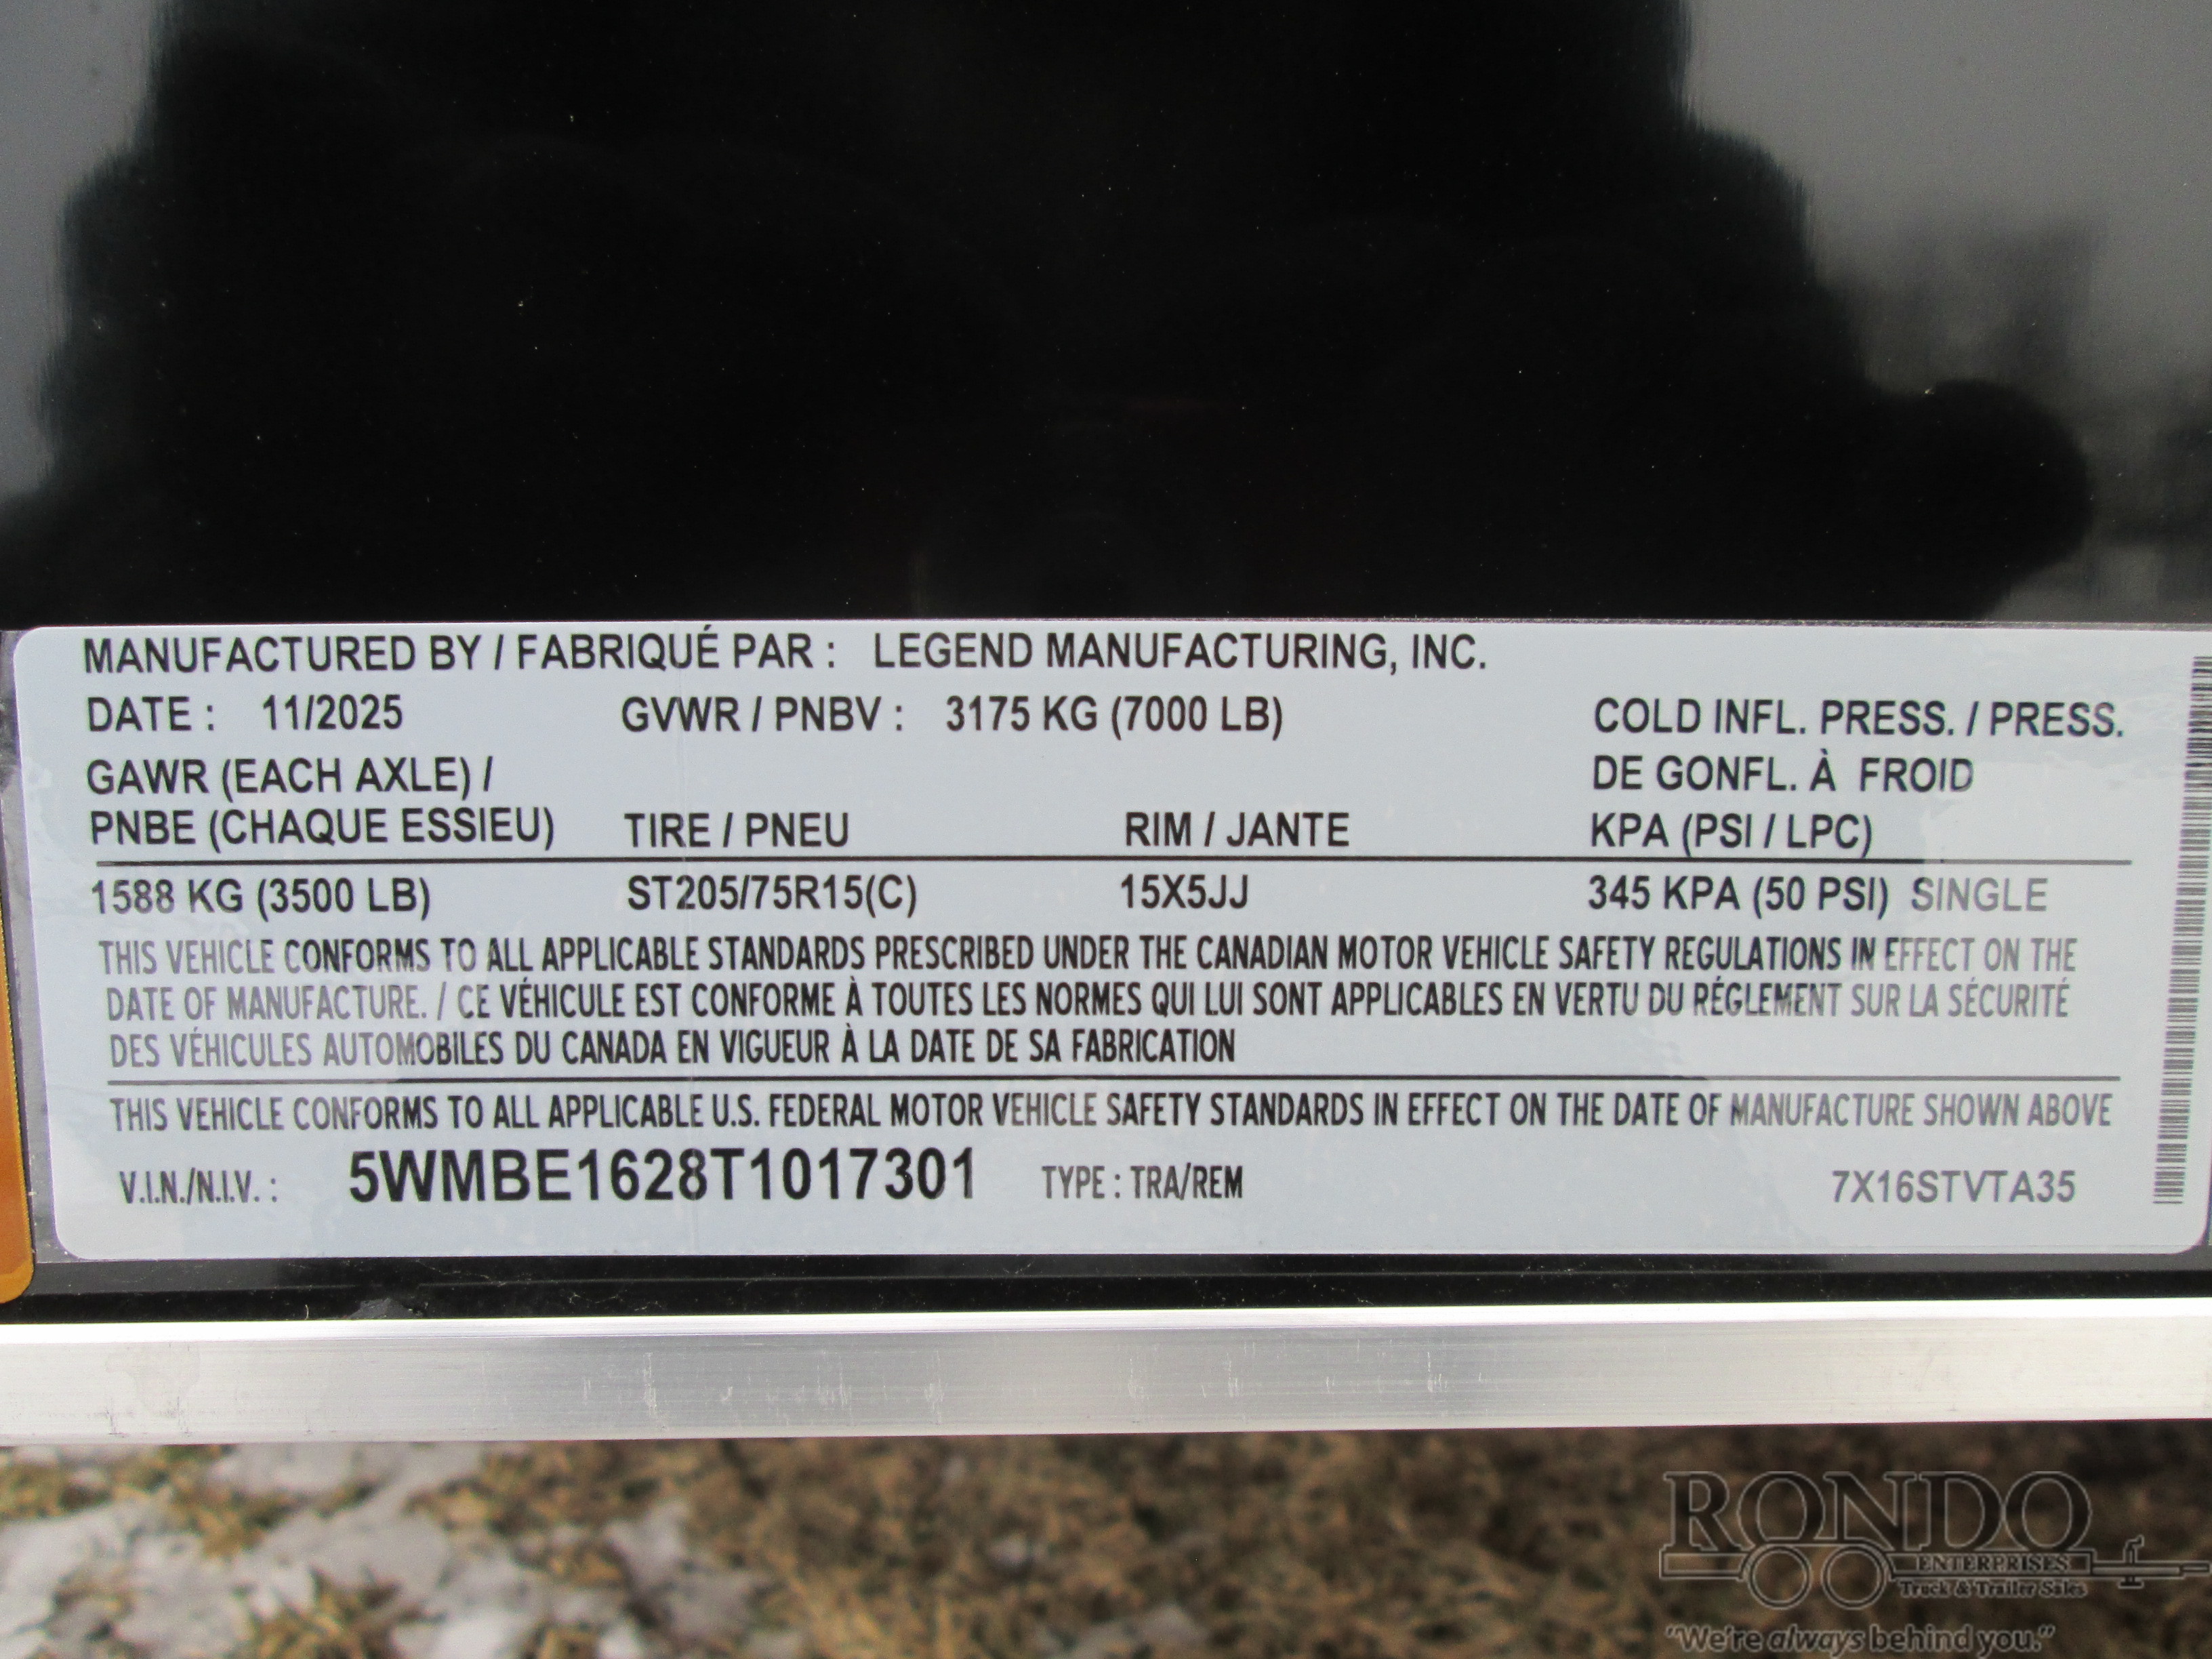 MANUFACTURED BY / FABRIQUÉ PAR : LEGEND MANUFACTURING, INC.
DATE : 11/2025 GVWR / PNBV : 3175 KG (7000 LB) COLD INFL. PRESS. / PRESS.
GAWR (EACH AXLE) / DE GONFL. À FROID
PNBE (CHAQUE ESSIEU) TIRE / PNEU RIM / JANTE KPA (PSI / LPC)
1588 KG (3500 LB) ST205/75R15(C) 15X5JJ 345 KPA (50 PSI) SINGLE
THIS VEHICLE CONFORMS TO ALL APPLICABLE STANDARDS PRESCRIBED UNDER THE CANADIAN MOTOR VEHICLE SAFETY REGULATIONS IN EFFECT ON THE
DATE OF MANUFACTURE. / CE VÉHICULE EST CONFORME À TOUTES LES NORMES QUI LUI SONT APPLICABLES EN VERTU DU RÉGLEMENT SUR LA SÉCURITÉ
DES VÉHICULES AUTOMOBILES DU CANADA EN VIGUEUR À LA DATE DE SA FABRICATION
THIS VEHICLE CONFORMS TO ALL APPLICABLE U.S. FEDERAL MOTOR VEHICLE SAFETY STANDARDS IN EFFECT ON THE DATE OF MANUFACTURE SHOWN ABOVE
V.I.N./N.I.V. : 5WMBE1628T1017301 TYPE : TRA/REM 7X16STVTA35
RONDO
ENTERPRISES
Truck & Trailer Sales
"We're always behind you."